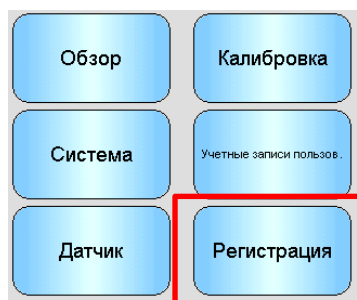 Обзор
Калибровка
Система
Учетные записи пользов.
Датчик
Регистрация